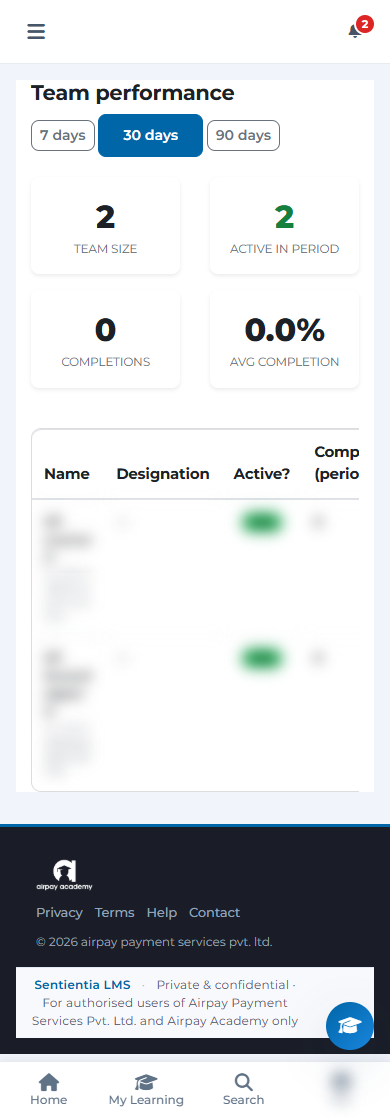 2
Team performance
7 days 30 days 90 days
2 2
TEAM SIZE ACTIVE IN PERIOD
0 0.0%
COMPLETIONS AVG COMPLETION
Comp
Name Designation Active? (perio
airpay academy
Privacy Terms Help Contact
© 2026 airpay payment services pvt. ltd.
Sentientia LMS · Private & confidential ·
For authorised users of Airpay Payment
Services Pvt. Ltd. and Airpay Academy only
Home My Learning Search